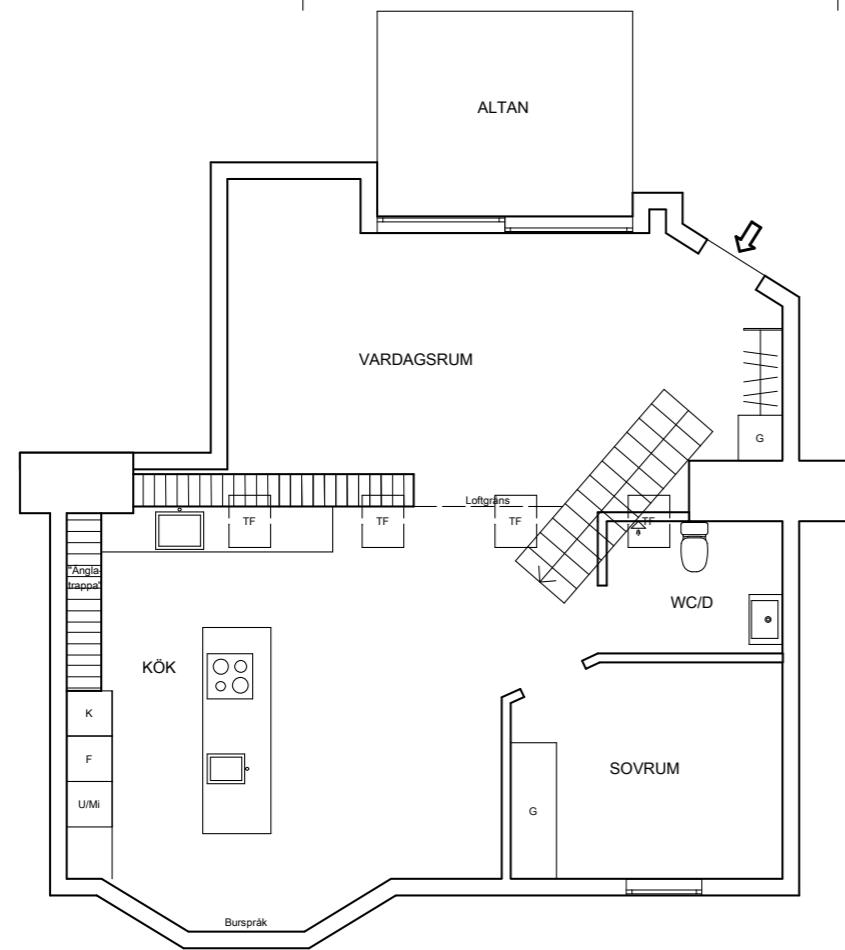 ALTAN
VARDAGSRUM
G
Loftgräns
TF
TF
TF
TF
"Ängla-
trappa"
WC/D
KÖK
K
F
U/Mi
SOVRUM
G
Burspråk